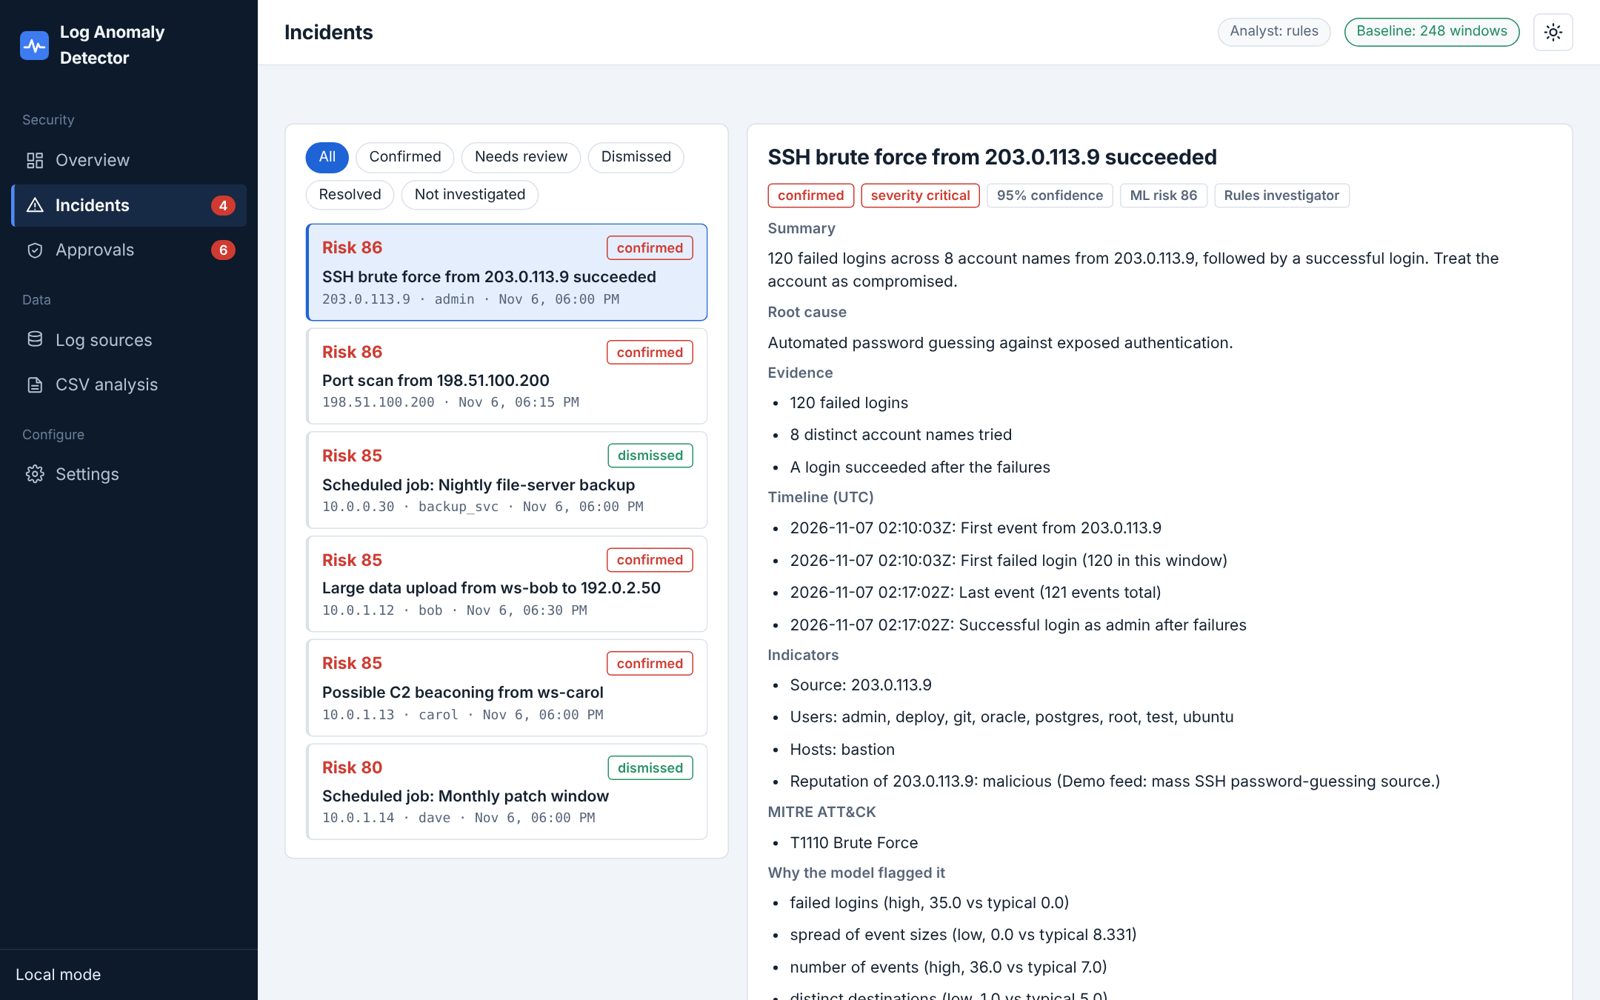 Log Anomaly
Detector
Security
Overview
Incidents 4
Approvals 6
Data
Log sources
CSV analysis
Configure
Settings
Local mode
Incidents
Analyst: rules
Baseline: 248 windows
All Confirmed Needs review Dismissed
Resolved Not investigated
Risk 86 confirmed
SSH brute force from 203.0.113.9 succeeded
203.0.113.9 · admin · Nov 6, 06:00 PM
Risk 86 confirmed
Port scan from 198.51.100.200
198.51.100.200 · Nov 6, 06:15 PM
Risk 85 dismissed
Scheduled job: Nightly file-server backup
10.0.0.30 · backup_svc · Nov 6, 06:00 PM
Risk 85 confirmed
Large data upload from ws-bob to 192.0.2.50
10.0.1.12 · bob · Nov 6, 06:30 PM
Risk 85 confirmed
Possible C2 beaconing from ws-carol
10.0.1.13 · carol · Nov 6, 06:00 PM
Risk 80 dismissed
Scheduled job: Monthly patch window
10.0.1.14 · dave · Nov 6, 06:00 PM
SSH brute force from 203.0.113.9 succeeded
confirmed severity critical 95% confidence ML risk 86 Rules investigator
Summary
120 failed logins across 8 account names from 203.0.113.9, followed by a successful login. Treat the
account as compromised.
Root cause
Automated password guessing against exposed authentication.
Evidence
• 120 failed logins
• 8 distinct account names tried
• A login succeeded after the failures
Timeline (UTC)
• 2026-11-07 02:10:03Z: First event from 203.0.113.9
• 2026-11-07 02:10:03Z: First failed login (120 in this window)
• 2026-11-07 02:17:02Z: Last event (121 events total)
• 2026-11-07 02:17:02Z: Successful login as admin after failures
Indicators
• Source: 203.0.113.9
• Users: admin, deploy, git, oracle, postgres, root, test, ubuntu
• Hosts: bastion
• Reputation of 203.0.113.9: malicious (Demo feed: mass SSH password-guessing source.)
MITRE ATT&CK
• T1110 Brute Force
Why the model flagged it
• failed logins (high, 35.0 vs typical 0.0)
• spread of event sizes (low, 0.0 vs typical 8.331)
• number of events (high, 36.0 vs typical 7.0)
• distinct destinations (low, 1.0 vs typical 5.0)